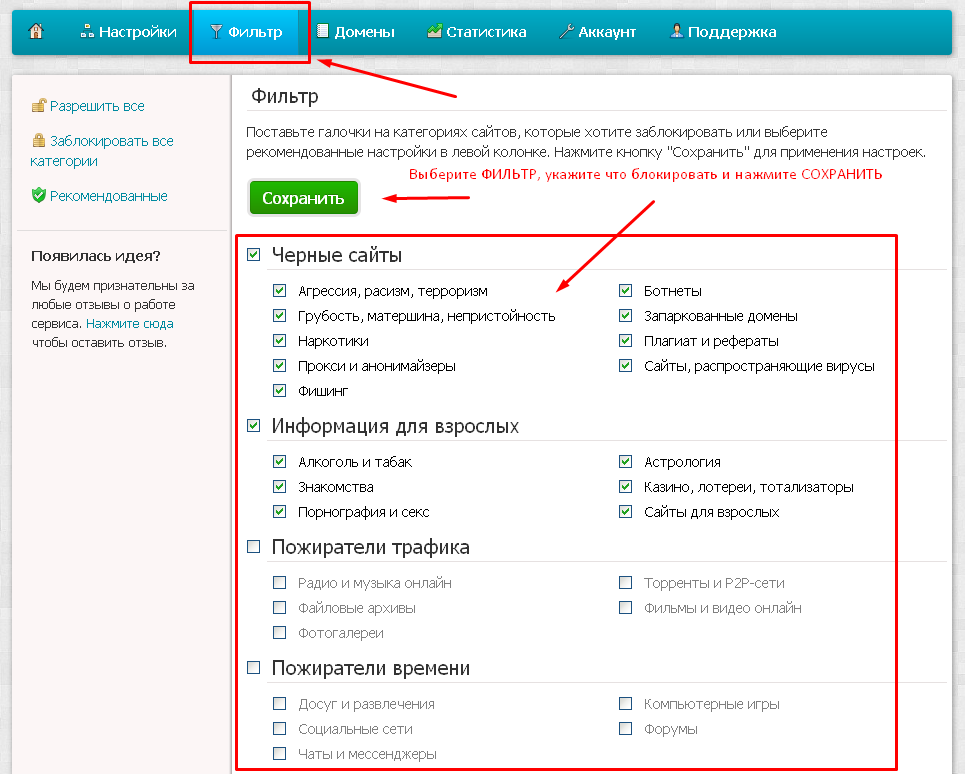 Настройки Фильтр Домены Статистика Аккаунт Поддержка
Разрешить все
Заблокировать все
категории
Рекомендованные
Появилась идея?
Мы будем признательны за
любые отзывы о работе
сервиса. Нажмите сюда
чтобы оставить отзыв.
Фильтр
Поставьте галочки на категориях сайтов, которые хотите заблокировать или выберите
рекомендованные настройки в левой колонке. Нажмите кнопку "Сохранить" для применения настроек.
Выберите ФИЛЬТР, укажите что блокировать и нажмите СОХРАНИТЬ
Сохранить
Черные сайты
Агрессия, расизм, терроризм Ботнеты
Грубость, матершина, непристойность Запаркованные домены
Наркотики Плагиат и рефераты
Прокси и анонимайзеры Сайты, распространяющие вирусы
Фишинг
Информация для взрослых
Алкоголь и табак Астрология
Знакомства Казино, лотереи, тотализаторы
Порнография и секс Сайты для взрослых
Пожиратели трафика
Радио и музыка онлайн Торренты и P2P-сети
Файловые архивы Фильмы и видео онлайн
Фотогалереи
Пожиратели времени
Досуг и развлечения Компьютерные игры
Социальные сети Форумы
Чаты и мессенджеры